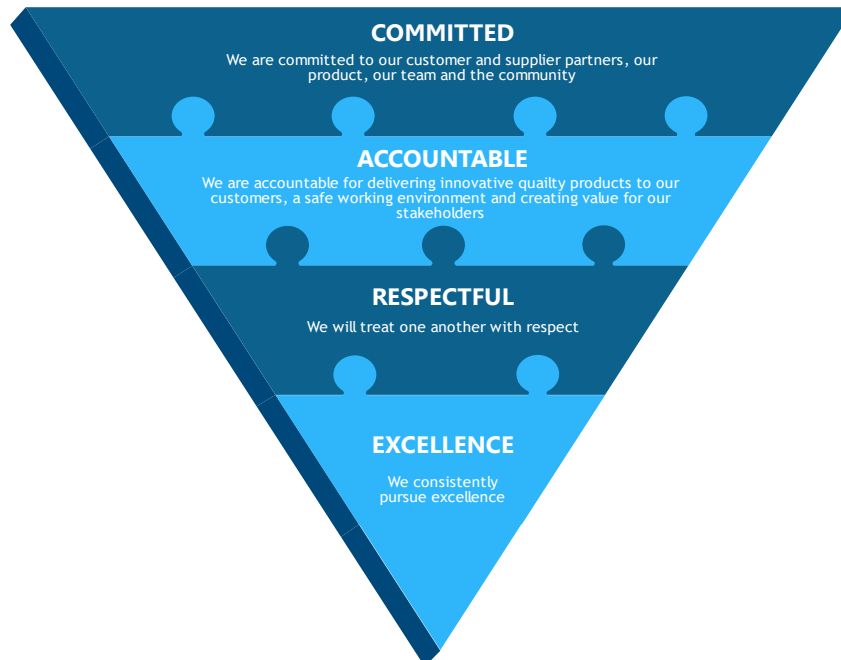 COMMITTED
We are committed to our customer and supplier partners, our
product, our team and the community
ACCOUNTABLE
We are accountable for delivering innovative quailty products to our
customers, a safe working environment and creating value for our
stakeholders
RESPECTFUL
We will treat one another with respect
EXCELLENCE
We consistently
pursue excellence